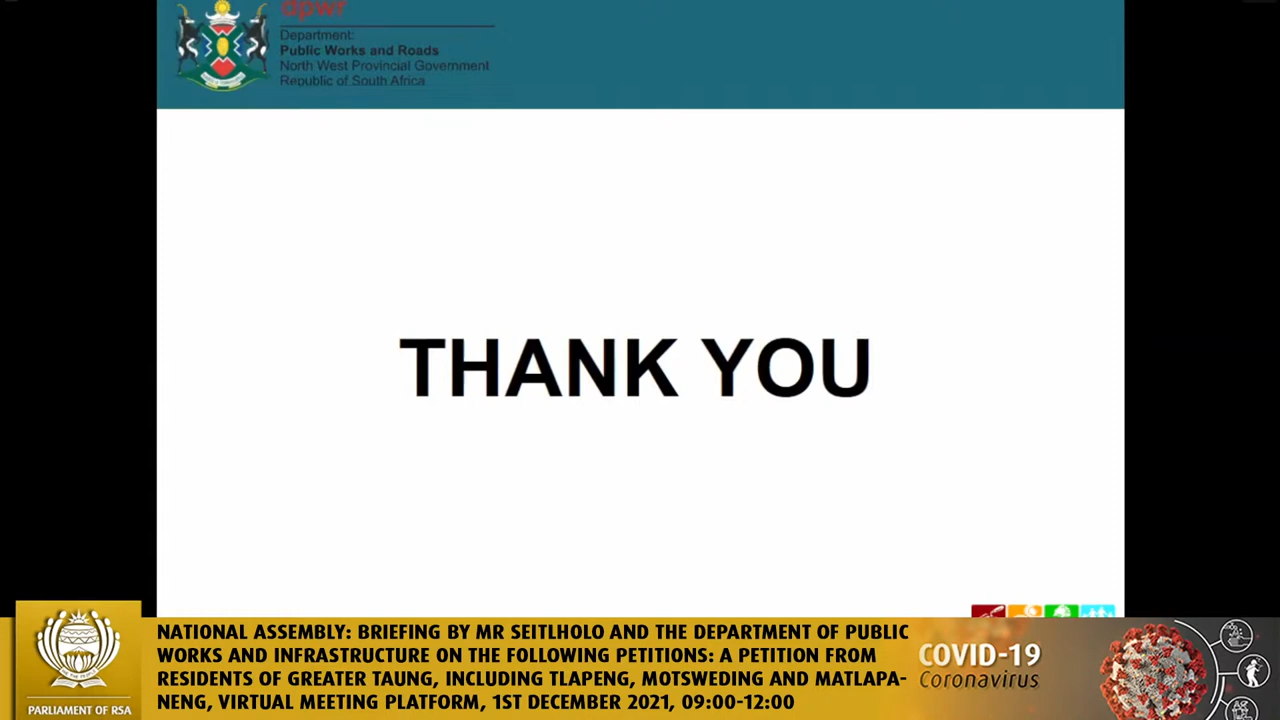 dpwr
Department:
Public Works and Roads
North West Provincial Government
Republic of South Africa
THANK YOU
NATIONAL ASSEMBLY: BRIEFING BY MR SEITLHOLO AND THE DEPARTMENT OF PUBLIC
WORKS AND INFRASTRUCTURE ON THE FOLLOWING PETITIONS: A PETITION FROM
RESIDENTS OF GREATER TAUNG, INCLUDING TLAPENG, MOTSWEDING AND MATLAPA-
NENG, VIRTUAL MEETING PLATFORM, 1ST DECEMBER 2021, 09:00-12:00
PARLIAMENT OF RSA
COVID-19
Coronavirus